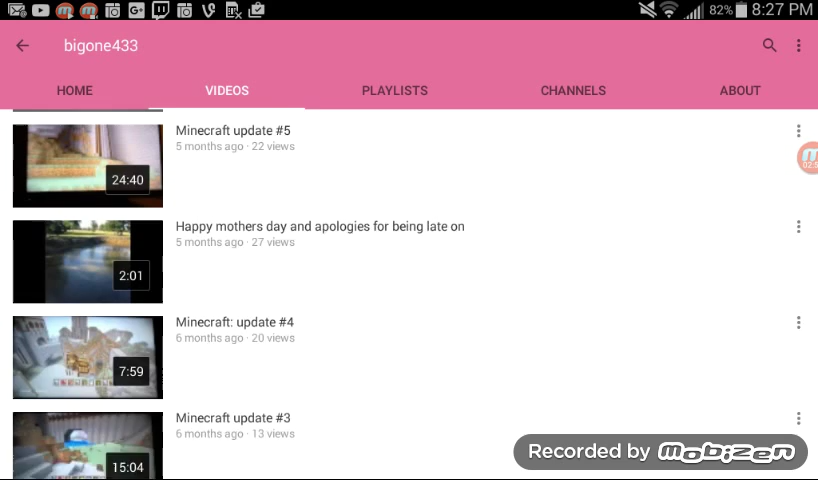 82% 8:27 PM
bigone433
HOME VIDEOS PLAYLISTS CHANNELS ABOUT
Minecraft update #5
5 months ago · 22 views
24:40
Happy mothers day and apologies for being late on
5 months ago · 27 views
2:01
Minecraft: update #4
6 months ago · 20 views
7:59
Minecraft update #3
6 months ago · 13 views
15:04
Recorded by mobizen